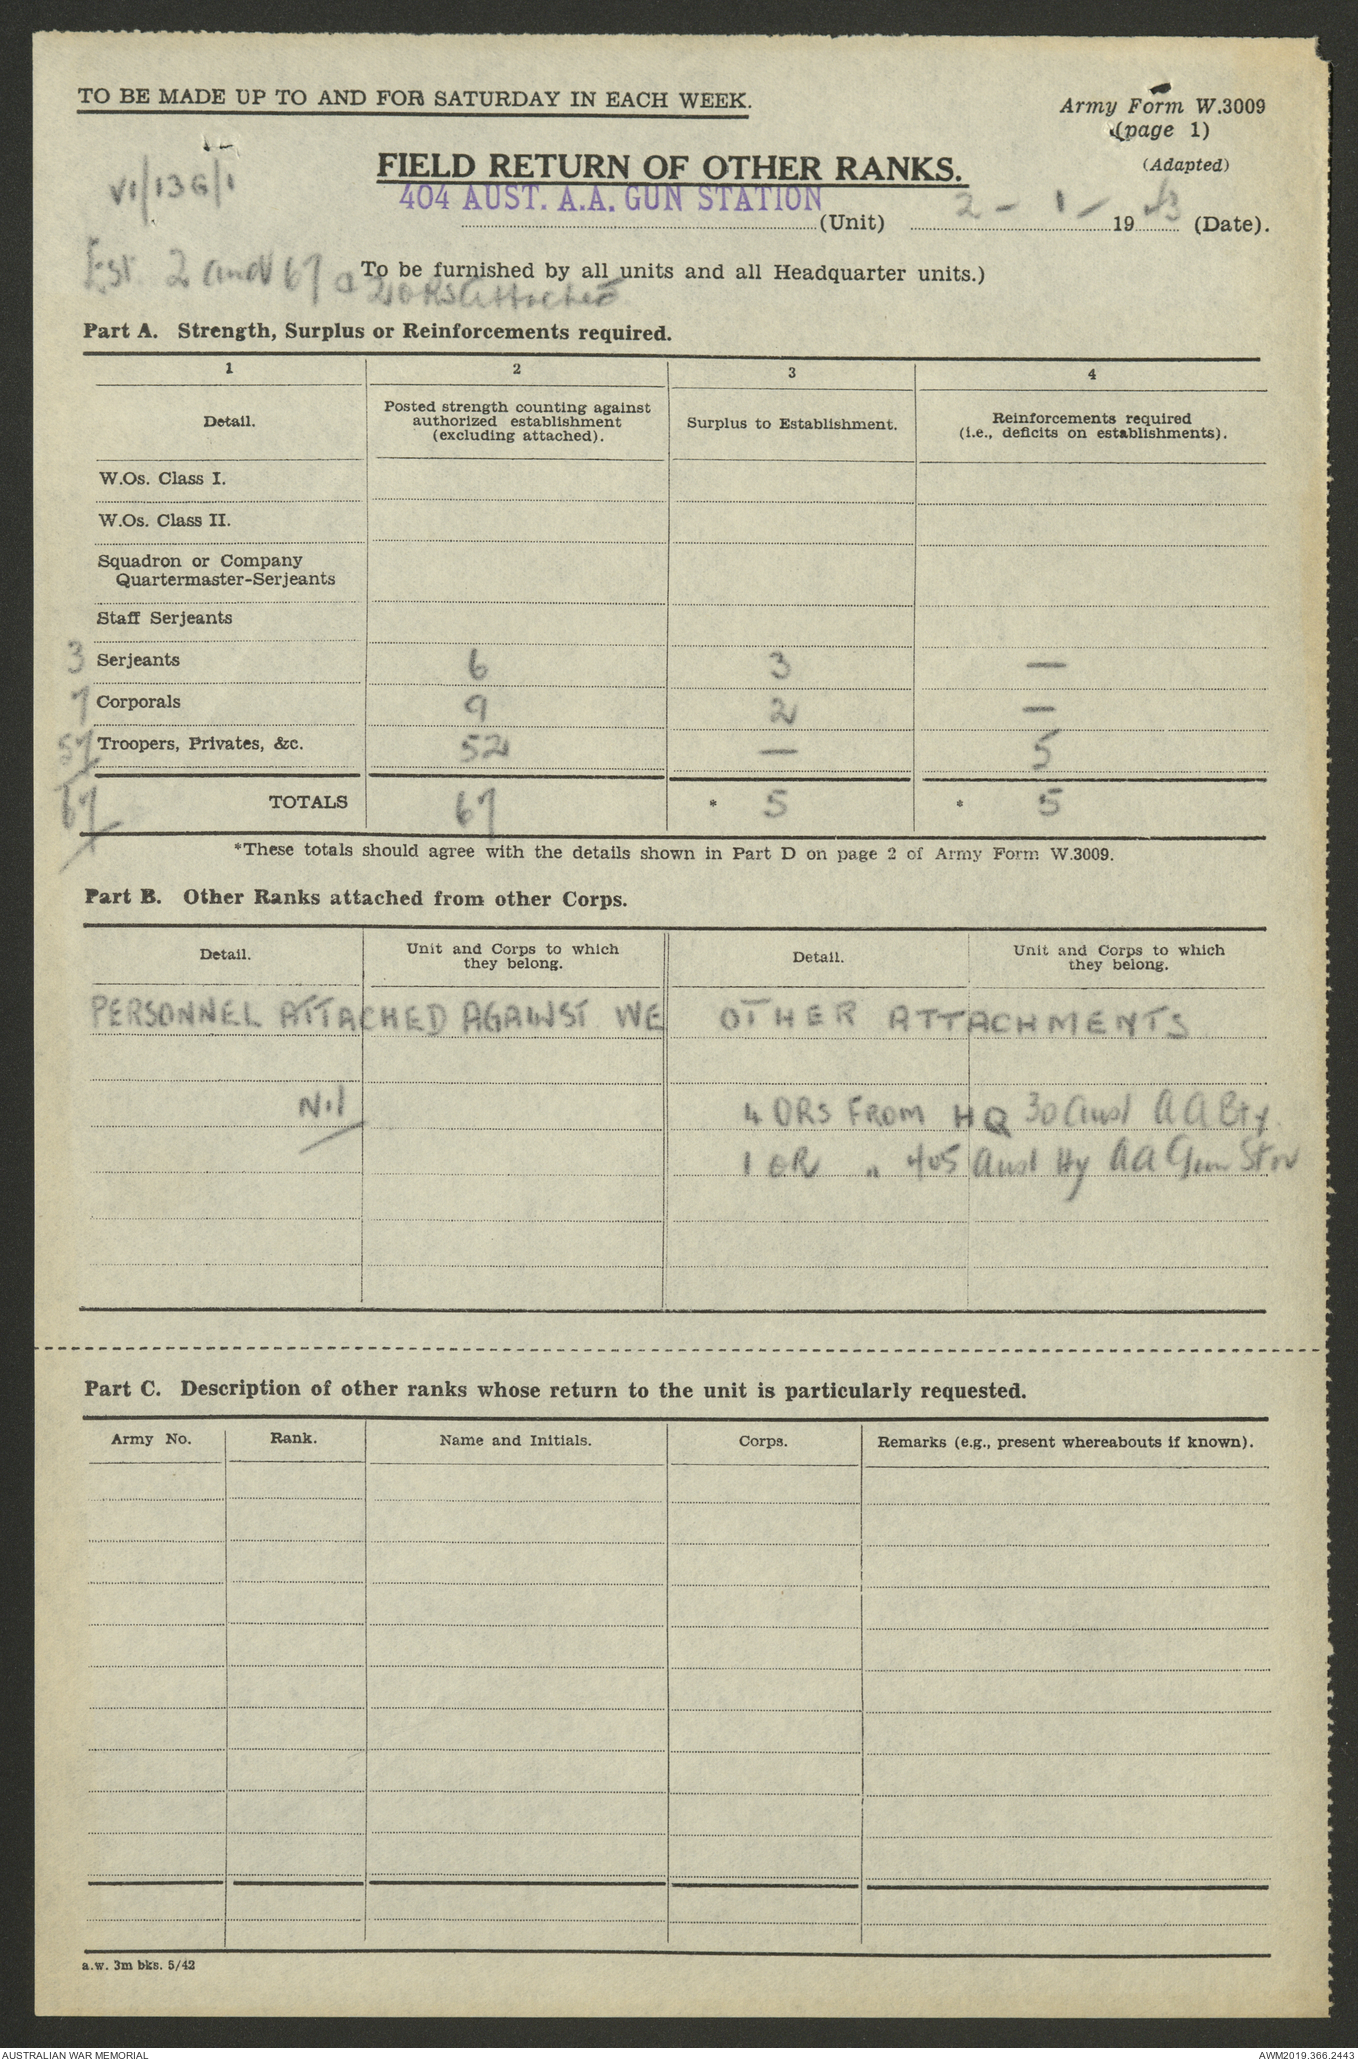 TO BE MADE UP TO AND FOR SATURDAY IN EACH WEEK.
Army Form W.3009
(page 1)
(Adapted)
VI/13G/1
FIELD RETURN OF OTHER RANKS.
404 AUST. A.A. GUN STATION
(Unit) 2 - 1 - 1943 (Date).
To be furnished by all units and all Headquarter units.)
Est. 2 and 67 2 ORS Attached
Part A. Strength, Surplus or Reinforcements required.
1 2 3 4
Detail. Posted strength counting against authorized establishment (excluding attached). Surplus to Establishment. Reinforcements required (i.e., deficits on establishments).
W.Os. Class I.
W.Os. Class II.
Squadron or Company
Quartermaster-Serjeants
Staff Serjeants
3 Serjeants 6 3 —
7 Corporals 9 2 —
57 Troopers, Privates, &c. 52 — 5
67 TOTALS 67 * 5 * 5
*These totals should agree with the details shown in Part D on page 2 of Army Form W.3009.
Part B. Other Ranks attached from other Corps.
Detail. Unit and Corps to which they belong. Detail. Unit and Corps to which they belong.
PERSONNEL ATTACHED AGAINST WE OTHER ATTACHMENTS
Nil 4 ORS FROM HQ 30 Aust A A Bty.
1 OR " 405 Aust Hy AA Gun Stn
Part C. Description of other ranks whose return to the unit is particularly requested.
Army No. Rank. Name and Initials. Corps. Remarks (e.g., present whereabouts if known).
a.w. 3m bks. 5/42
AUSTRALIAN WAR MEMORIAL
AWM2019.366.2443